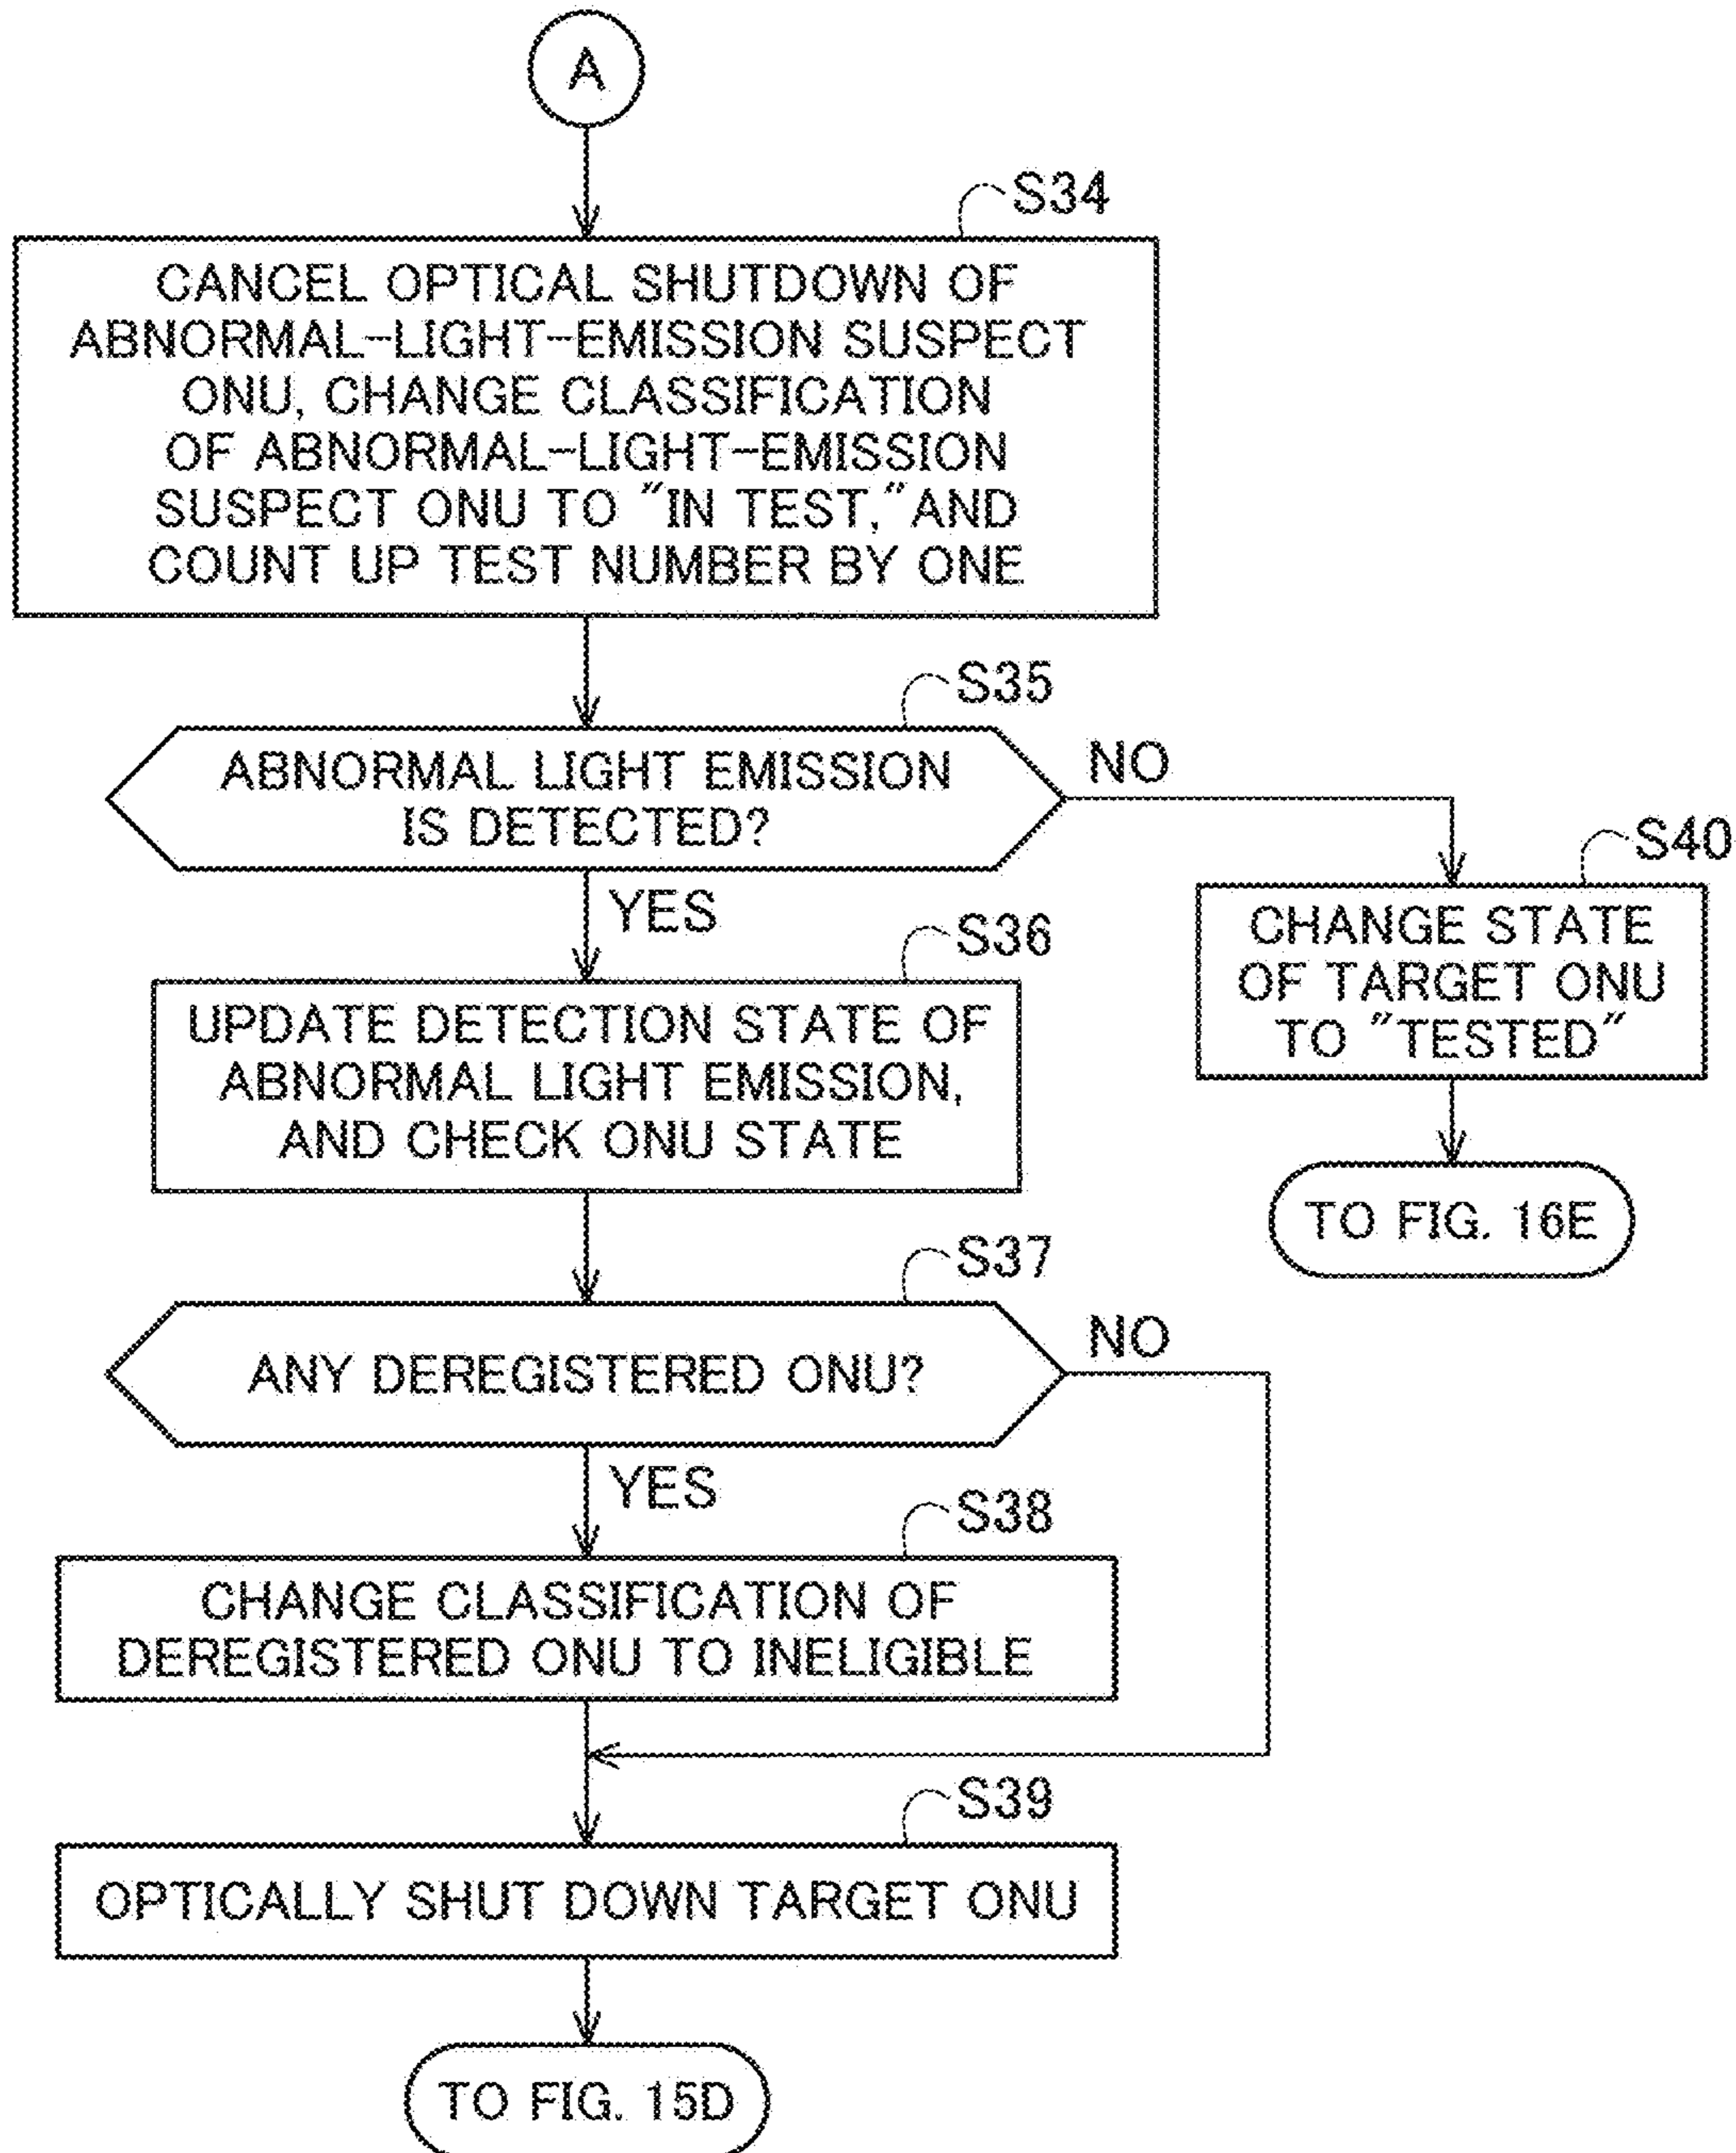 A
S34
CANCEL OPTICAL SHUTDOWN OF
ABNORMAL-LIGHT-EMISSION SUSPECT
ONU, CHANGE CLASSIFICATION
OF ABNORMAL-LIGHT-EMISSION
SUSPECT ONU TO "IN TEST,"AND
COUNT UP TEST NUMBER BY ONE
S35
ABNORMAL LIGHT EMISSION
IS DETECTED?
NO
YES
S40
CHANGE STATE
OF TARGET ONU
TO "TESTED"
TO FIG. 16E
S36
UPDATE DETECTION STATE OF
ABNORMAL LIGHT EMISSION,
AND CHECK ONU STATE
S37
ANY DEREGISTERED ONU?
NO
YES
S38
CHANGE CLASSIFICATION OF
DEREGISTERED ONU TO INELIGIBLE
S39
OPTICALLY SHUT DOWN TARGET ONU
TO FIG. 15D